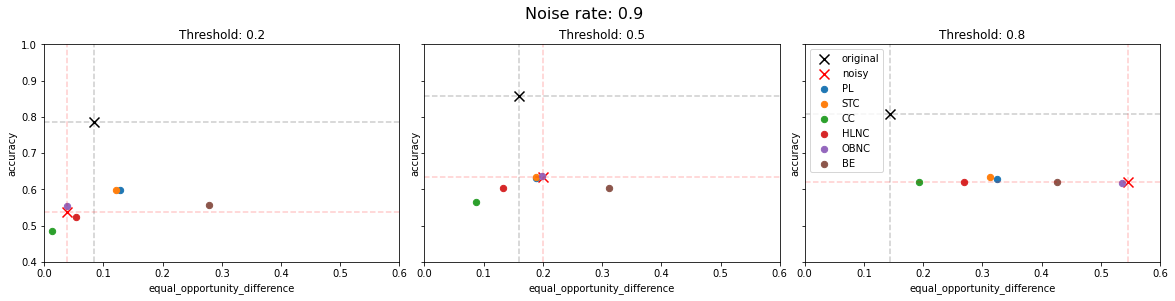 Noise rate: 0.9
Threshold: 0.2
1.0
0.9
0.8
0.7
0.6
0.5
0.4
accuracy
0.0 0.1 0.2 0.3 0.4 0.5 0.6
equal_opportunity_difference
Threshold: 0.5
accuracy
0.0 0.1 0.2 0.3 0.4 0.5 0.6
equal_opportunity_difference
Threshold: 0.8
original
noisy
PL
STC
CC
HLNC
OBNC
BE
accuracy
0.0 0.1 0.2 0.3 0.4 0.5 0.6
equal_opportunity_difference